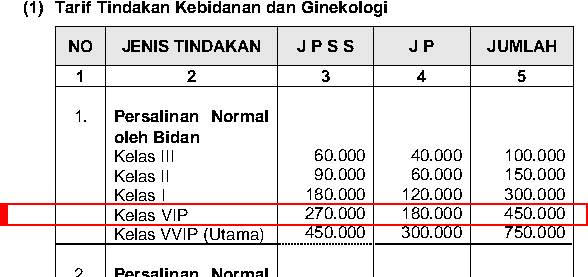 (1) Tarif Tindakan Kebidanan dan Ginekologi
NO JENIS TINDAKAN J P S S J P JUMLAH
1 2 3 4 5
1. Persalinan Normal
oleh Bidan
Kelas III 60.000 40.000 100.000
Kelas II 90.000 60.000 150.000
Kelas I 180.000 120.000 300.000
Kelas VIP 270.000 180.000 450.000
Kelas VVIP (Utama) 450.000 300.000 750.000
2. Persalinan Normal